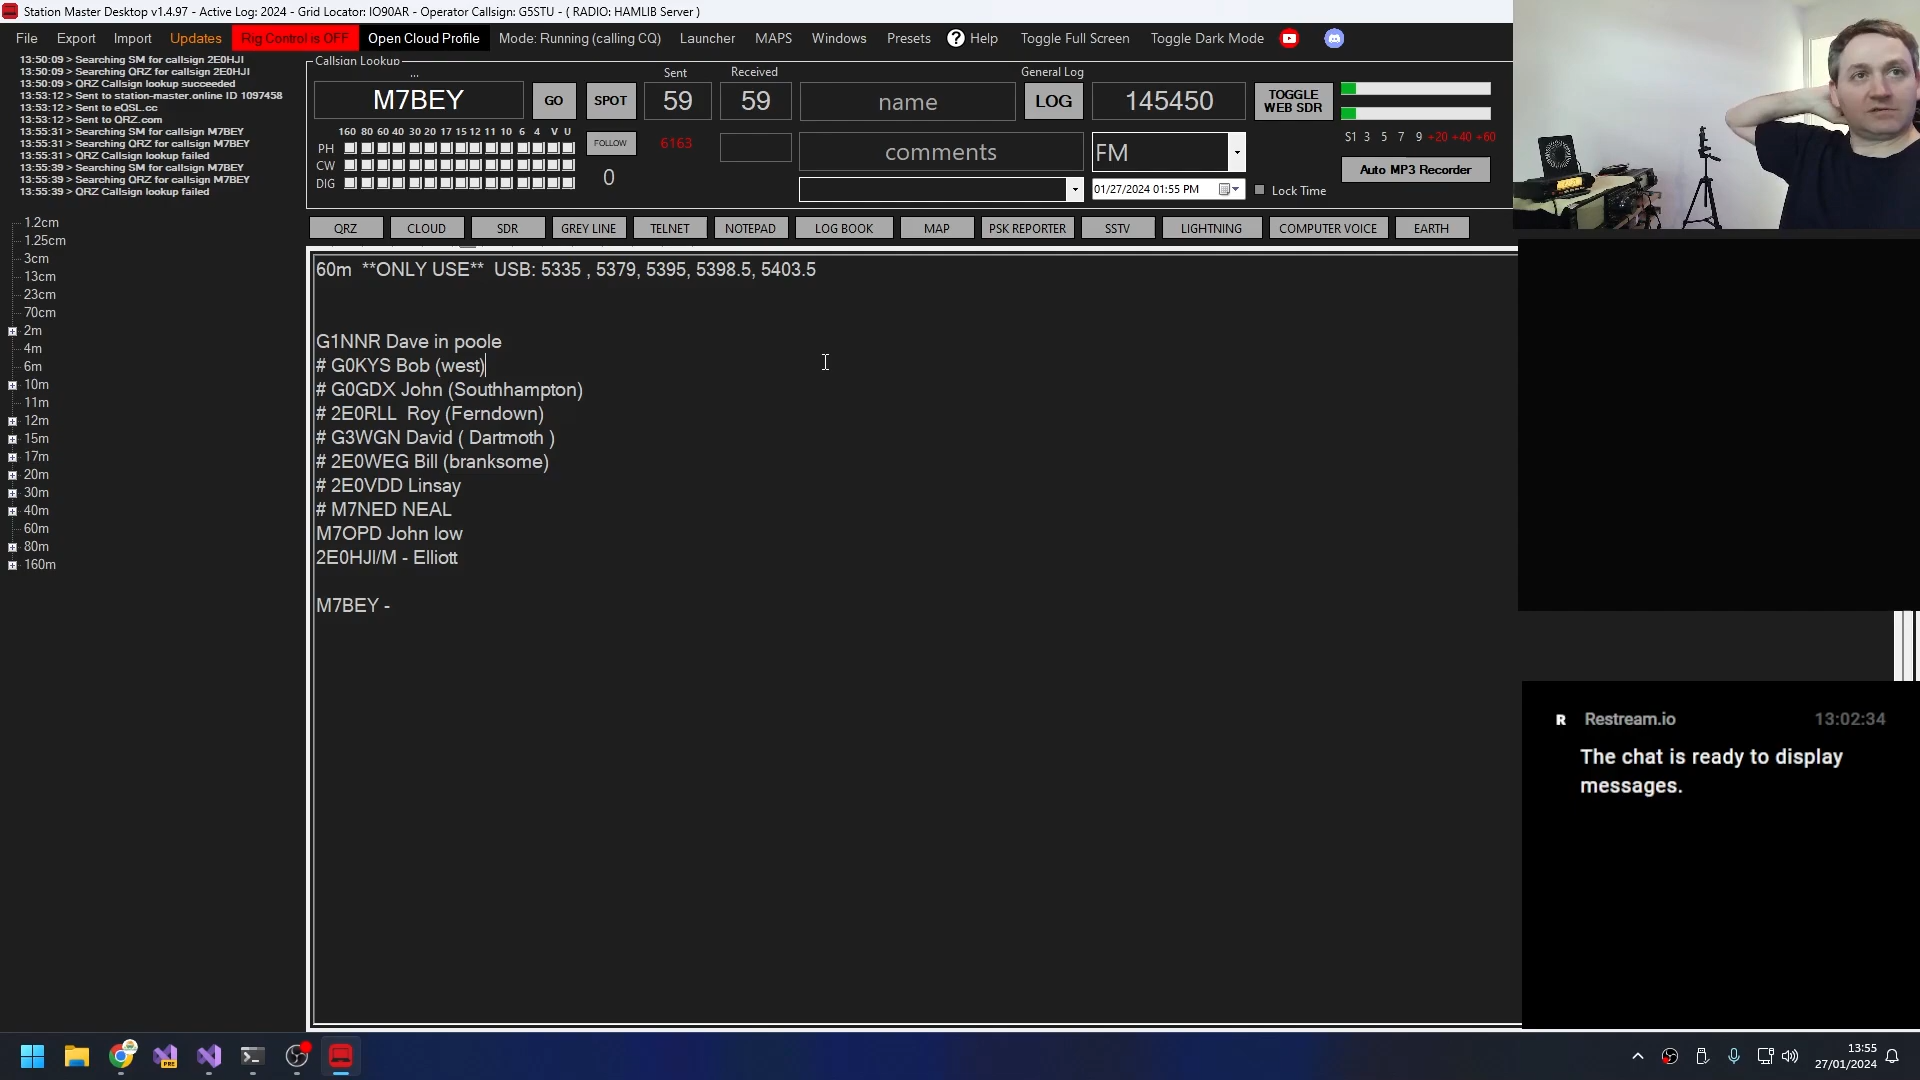 Station Master Desktop v1.4.97 - Active Log: 2024 - Grid Locator: IO90AR - Operator Callsign: G5STU - ( RADIO: HAMLIB Server )
File Export Import Updates Rig Control is OFF Open Cloud Profile Mode: Running (calling CQ) Launcher MAPS Windows Presets ? Help Toggle Full Screen Toggle Dark Mode
13:50:09 > Searching SM for callsign 2E0HJI
13:50:09 > Searching QRZ for callsign 2E0HJI
13:50:09 > QRZ Callsign lookup succeeded
13:53:12 > Sent to station-master.online ID 1097458
13:53:12 > Sent to eQSL.cc
13:53:12 > Sent to QRZ.com
13:55:31 > Searching SM for callsign M7BEY
13:55:31 > Searching QRZ for callsign M7BEY
13:55:31 > QRZ Callsign lookup failed
13:55:39 > Searching SM for callsign M7BEY
13:55:39 > Searching QRZ for callsign M7BEY
13:55:39 > QRZ Callsign lookup failed
1.2cm
1.25cm
3cm
13cm
23cm
70cm
2m
4m
6m
10m
11m
12m
15m
17m
20m
30m
40m
60m
80m
160m
Callsign Lookup
...
Sent Received General Log
M7BEY GO SPOT 59 59 name LOG 145450 TOGGLE WEB SDR
160 80 60 40 30 20 17 15 12 11 10 6 4 V U
PH
CW
DIG
FOLLOW 6163 comments FM
0
01/27/2024 01:55 PM Lock Time
S1 3 5 7 9 +20 +40 +60
Auto MP3 Recorder
QRZ CLOUD SDR GREY LINE TELNET NOTEPAD LOG BOOK MAP PSK REPORTER SSTV LIGHTNING COMPUTER VOICE EARTH
60m **ONLY USE** USB: 5335 , 5379, 5395, 5398.5, 5403.5
G1NNR Dave in poole
# G0KYS Bob (west)
# G0GDX John (Southhampton)
# 2E0RLL Roy (Ferndown)
# G3WGN David ( Dartmoth )
# 2E0WEG Bill (branksome)
# 2E0VDD Linsay
# M7NED NEAL
M7OPD John low
2E0HJI/M - Elliott
M7BEY -
R Restream.io 13:02:34
The chat is ready to display
messages.
PRE
13:55
27/01/2024